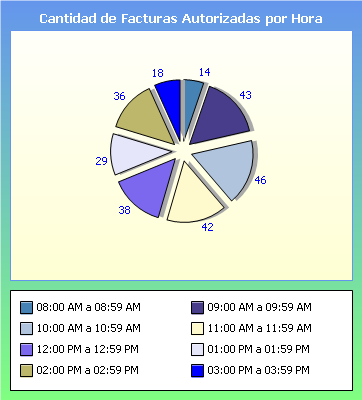 Cantidad de Facturas Autorizadas por Hora
18 14
36 43
29 46
38 42
08:00 AM a 08:59 AM 09:00 AM a 09:59 AM
10:00 AM a 10:59 AM 11:00 AM a 11:59 AM
12:00 PM a 12:59 PM 01:00 PM a 01:59 PM
02:00 PM a 02:59 PM 03:00 PM a 03:59 PM